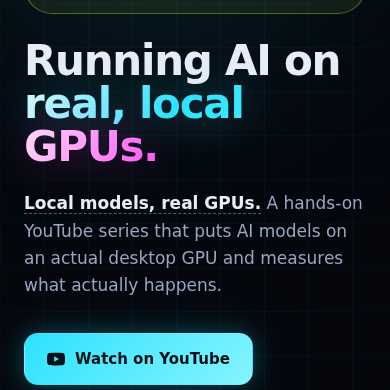 Running AI on
real, local
GPUs.
Local models, real GPUs. A hands-on
YouTube series that puts AI models on
an actual desktop GPU and measures
what actually happens.
Watch on YouTube